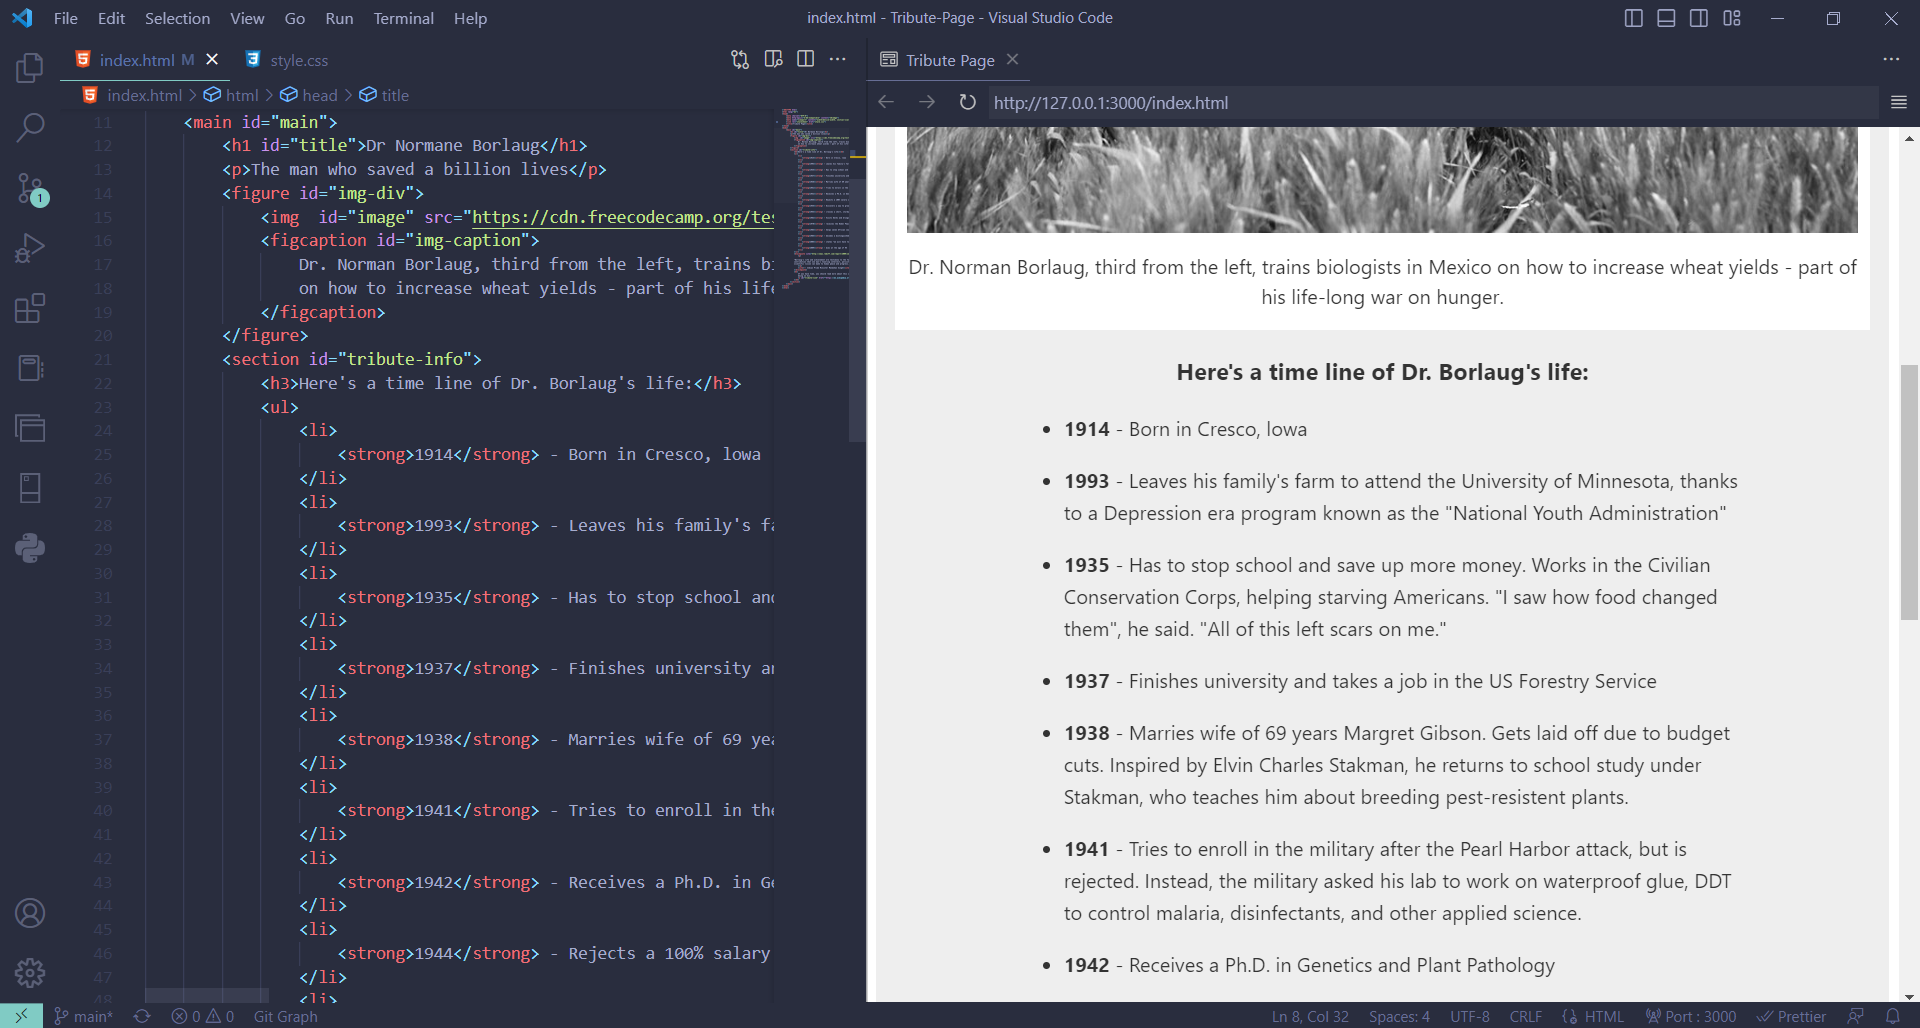 File Edit Selection View Go Run Terminal Help
index.html - Tribute-Page - Visual Studio Code
index.html M
style.css
index.html > html > head > title
11 <main id="main">
12 <h1 id="title">Dr Normane Borlaug</h1>
13 <p>The man who saved a billion lives</p>
14 <figure id="img-div">
15 <img  id="image" src="https://cdn.freecodecamp.org/tes
16 <figcaption id="img-caption">
17 Dr. Norman Borlaug, third from the left, trains bi
18 on how to increase wheat yields - part of his life
19 </figcaption>
20 </figure>
21 <section id="tribute-info">
22 <h3>Here's a time line of Dr. Borlaug's life:</h3>
23 <ul>
24 <li>
25 <strong>1914</strong> - Born in Cresco, lowa
26 </li>
27 <li>
28 <strong>1993</strong> - Leaves his family's fa
29 </li>
30 <li>
31 <strong>1935</strong> - Has to stop school and
32 </li>
33 <li>
34 <strong>1937</strong> - Finishes university an
35 </li>
36 <li>
37 <strong>1938</strong> - Marries wife of 69 yea
38 </li>
39 <li>
40 <strong>1941</strong> - Tries to enroll in the
41 </li>
42 <li>
43 <strong>1942</strong> - Receives a Ph.D. in Ge
44 </li>
45 <li>
46 <strong>1944</strong> - Rejects a 100% salary
47 </li>
48 <li>
Tribute Page
http://127.0.0.1:3000/index.html
Dr. Norman Borlaug, third from the left, trains biologists in Mexico on how to increase wheat yields - part of
his life-long war on hunger.
Here's a time line of Dr. Borlaug's life:
1914 - Born in Cresco, lowa
1993 - Leaves his family's farm to attend the University of Minnesota, thanks
to a Depression era program known as the "National Youth Administration"
1935 - Has to stop school and save up more money. Works in the Civilian
Conservation Corps, helping starving Americans. "I saw how food changed
them", he said. "All of this left scars on me."
1937 - Finishes university and takes a job in the US Forestry Service
1938 - Marries wife of 69 years Margret Gibson. Gets laid off due to budget
cuts. Inspired by Elvin Charles Stakman, he returns to school study under
Stakman, who teaches him about breeding pest-resistent plants.
1941 - Tries to enroll in the military after the Pearl Harbor attack, but is
rejected. Instead, the military asked his lab to work on waterproof glue, DDT
to control malaria, disinfectants, and other applied science.
1942 - Receives a Ph.D. in Genetics and Plant Pathology
1
main* 0 0 Git Graph
Ln 8, Col 32 Spaces: 4 UTF-8 CRLF HTML Port : 3000 Prettier